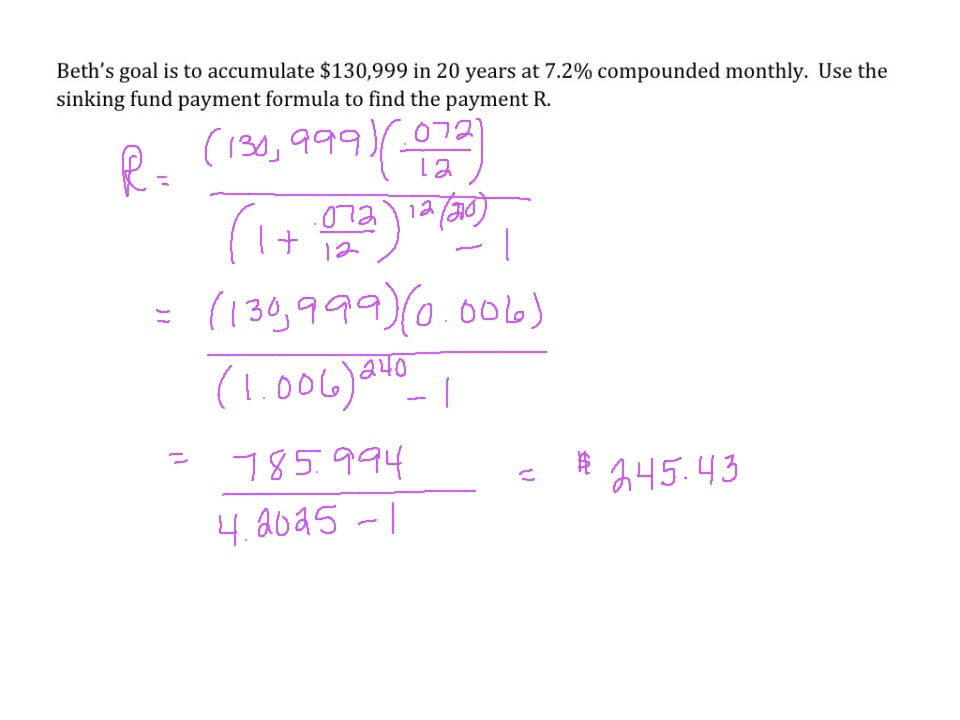 Beth's goal is to accumulate $130,999 in 20 years at 7.2% compounded monthly. Use the
sinking fund payment formula to find the payment R.
R = (130,999)(.072/12)
(1 + .072/12)^12(20) - 1
= (130,999)(0.006)
(1.006)^240 - 1
= 785.994
4.2025 - 1
= $245.43